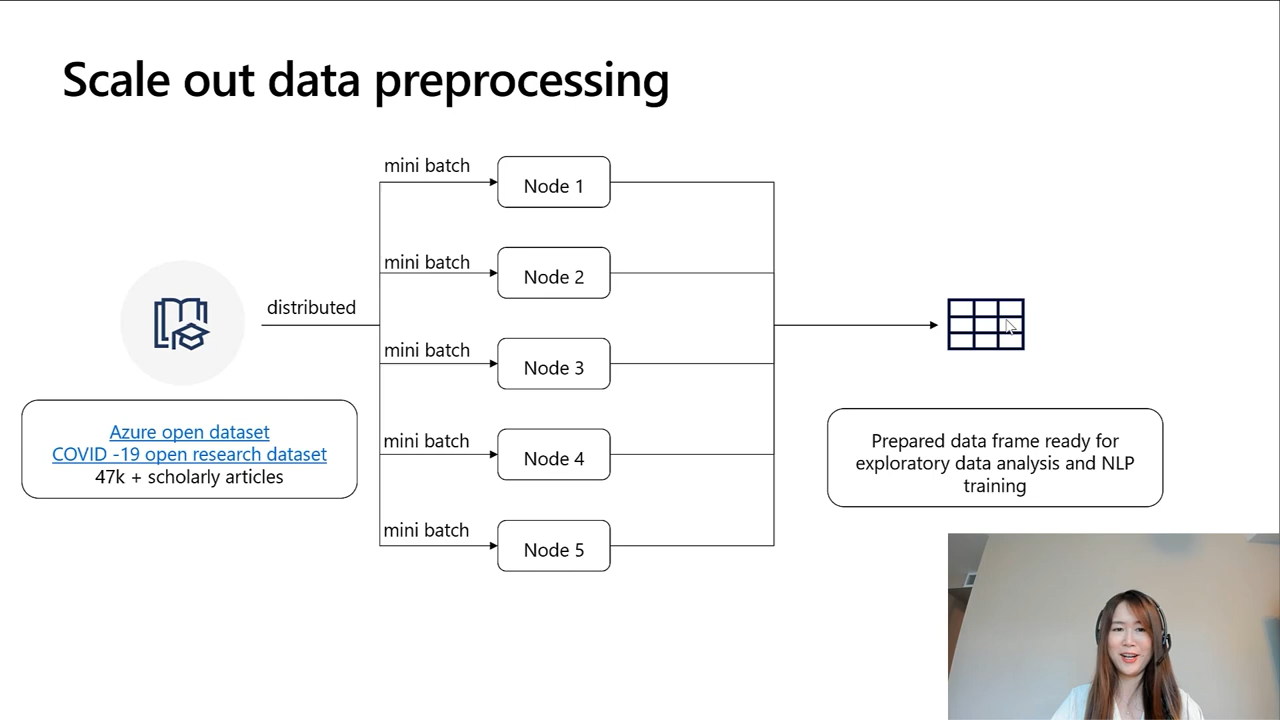 Scale out data preprocessing
mini batch
Node 1
mini batch
Node 2
distributed
mini batch
Node 3
mini batch
Node 4
mini batch
Node 5
Azure open dataset
COVID -19 open research dataset
47k + scholarly articles
Prepared data frame ready for
exploratory data analysis and NLP
training